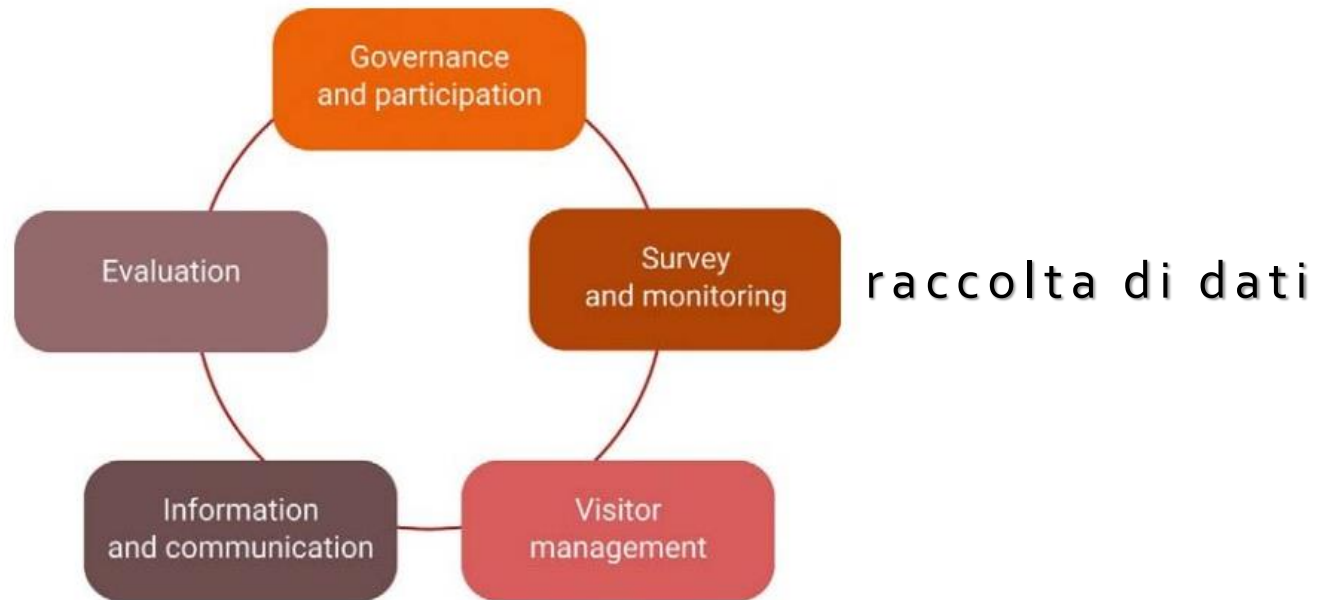 Governance
and participation
Evaluation
Survey
and monitoring
raccolta di dati
Information
and communication
Visitor
management